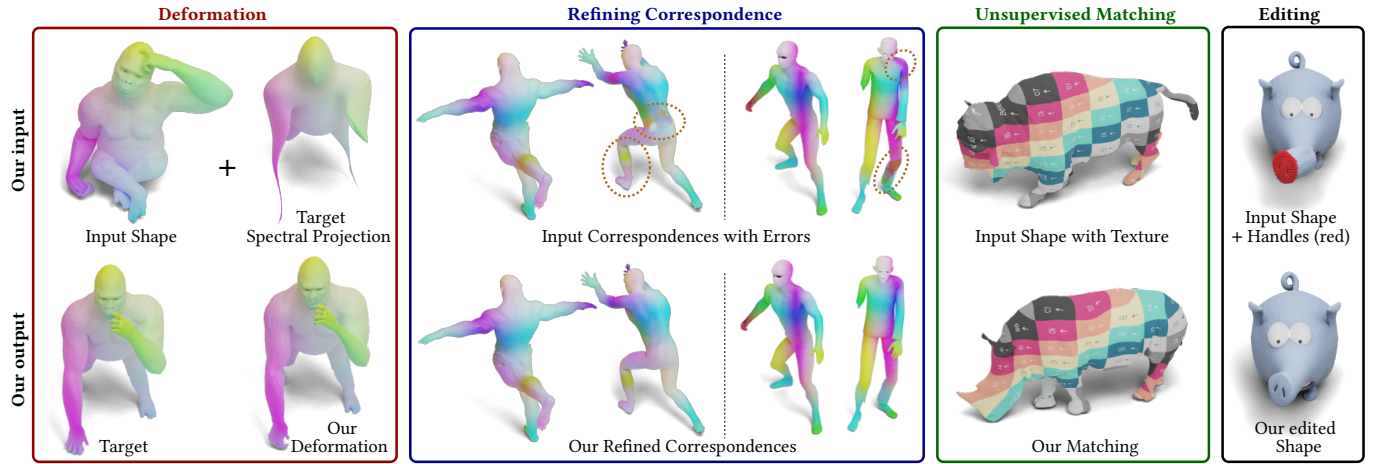 Deformation
Refining Correspondence
Unsupervised Matching
Editing
Our input
+
Input Shape
Target
Spectral Projection
Input Correspondences with Errors
Input Shape with Texture
Input Shape
+ Handles (red)
Our output
Target
Our
Deformation
Our Refined Correspondences
Our Matching
Our edited
Shape